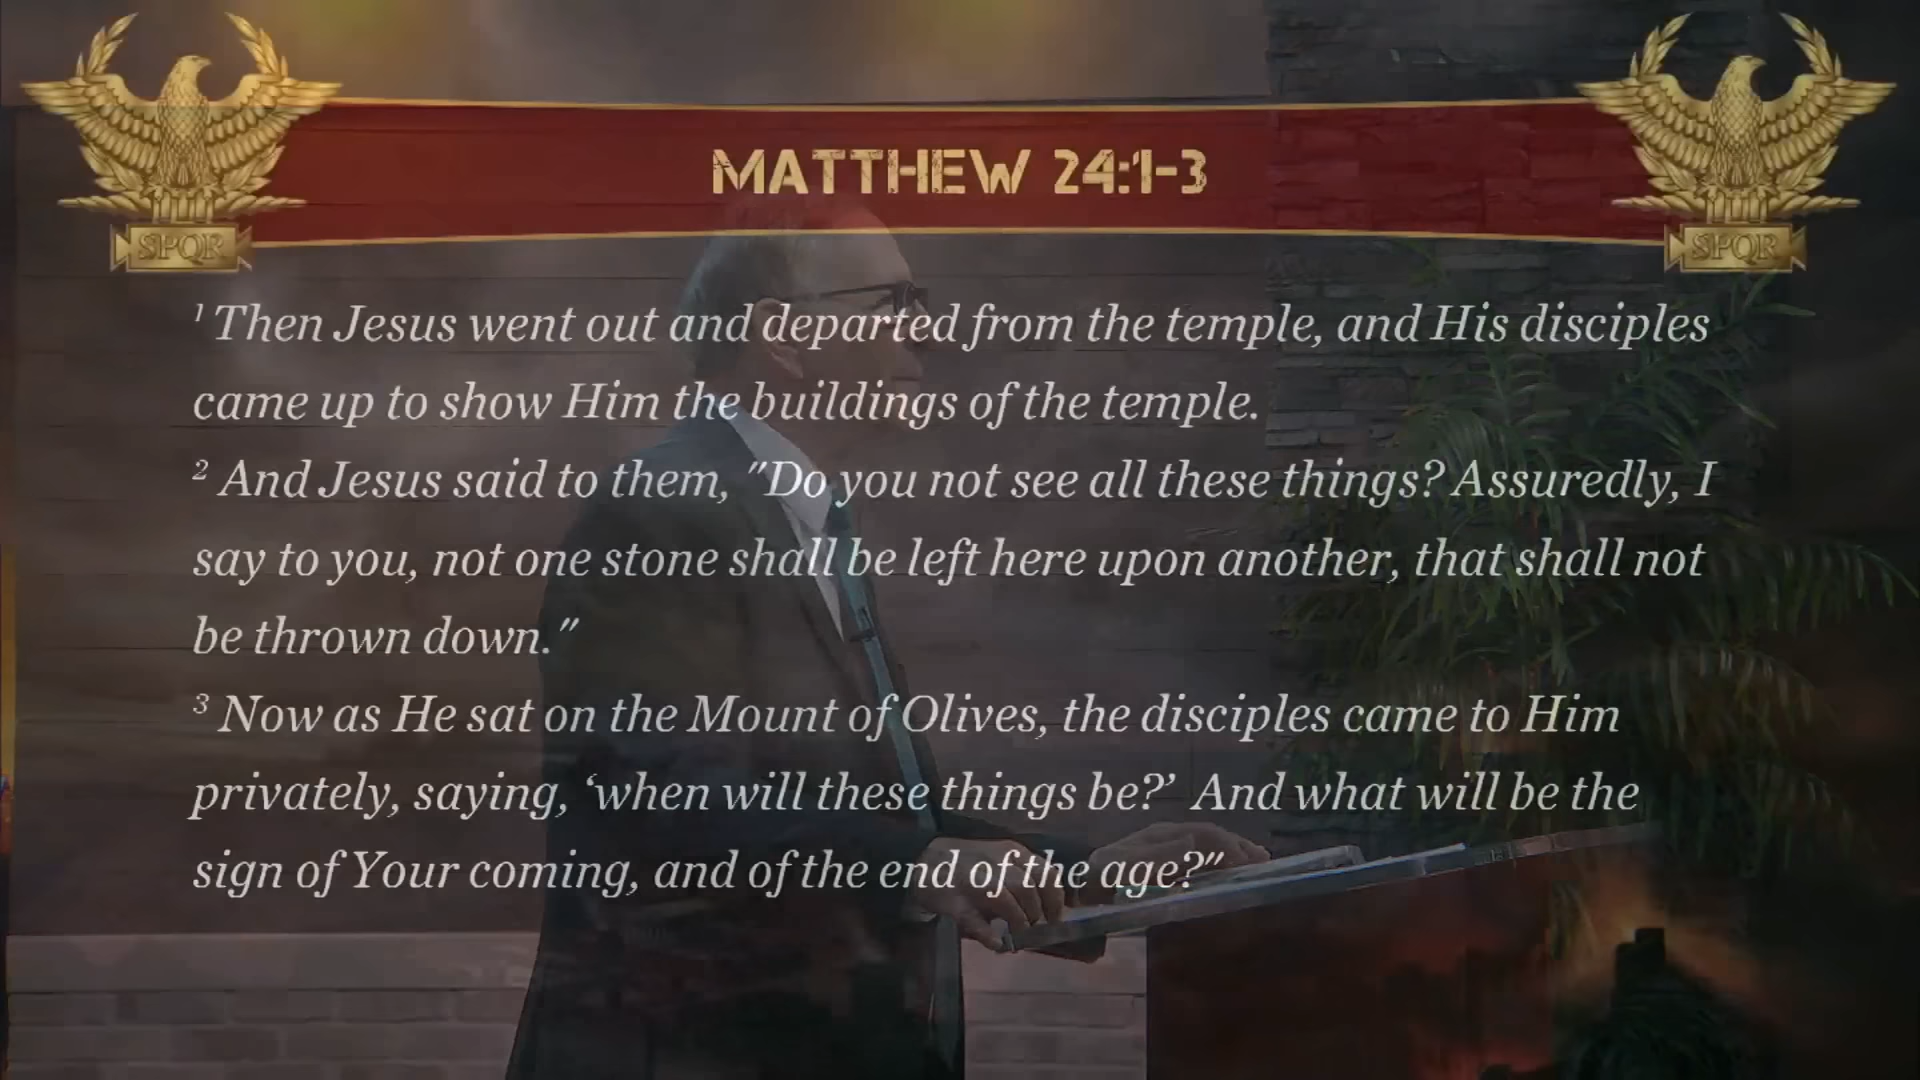 SPQR
SPQR
MATTHEW 24:1-3
¹ Then Jesus went out and departed from the temple, and His disciples
came up to show Him the buildings of the temple.
² And Jesus said to them, "Do you not see all these things? Assuredly, I
say to you, not one stone shall be left here upon another, that shall not
be thrown down."
³ Now as He sat on the Mount of Olives, the disciples came to Him
privately, saying, ‘when will these things be?’ And what will be the
sign of Your coming, and of the end of the age?"